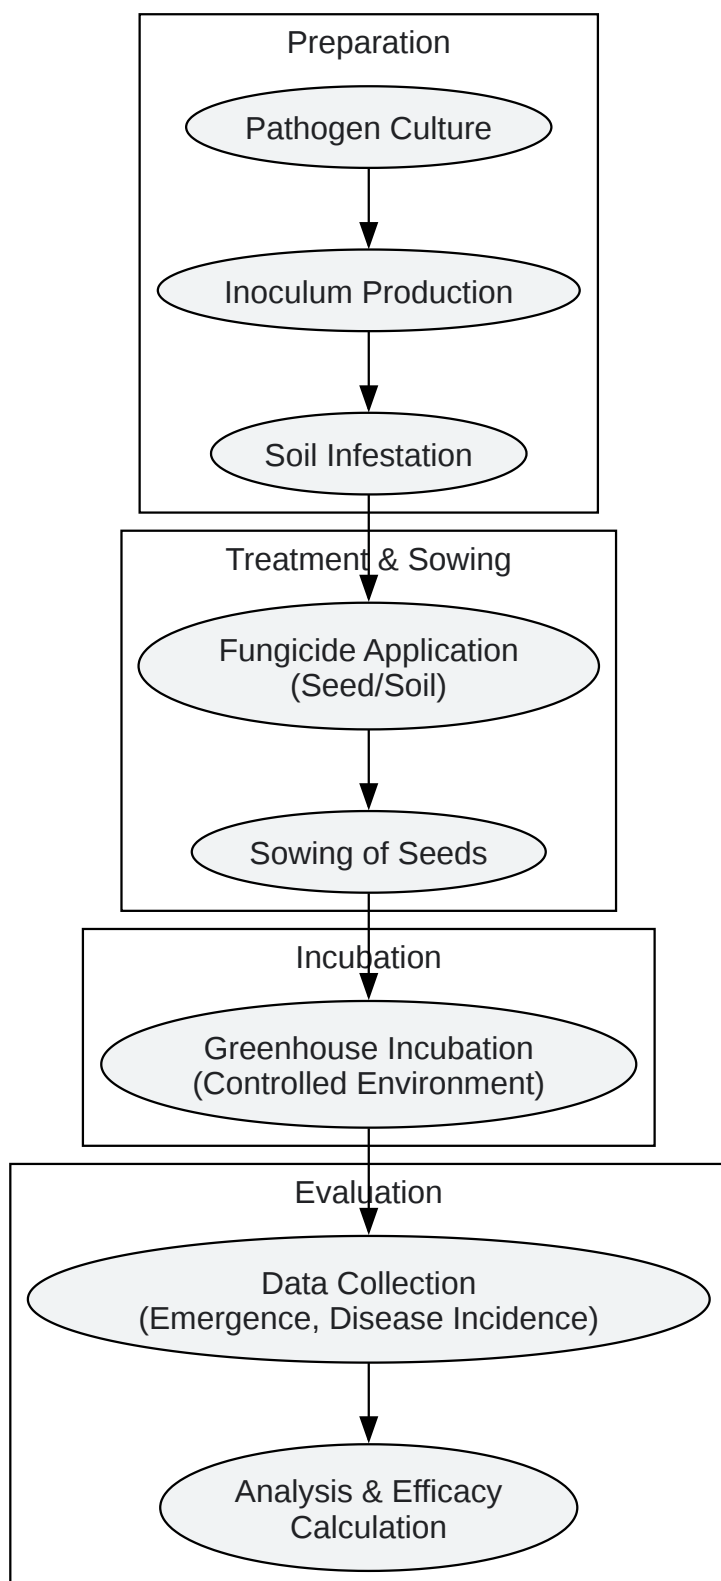 Preparation
Pathogen Culture
Inoculum Production
Soil Infestation
Treatment & Sowing
Fungicide Application
(Seed/Soil)
Sowing of Seeds
Incubation
Greenhouse Incubation
(Controlled Environment)
Evaluation
Data Collection
(Emergence, Disease Incidence)
Analysis & Efficacy
Calculation